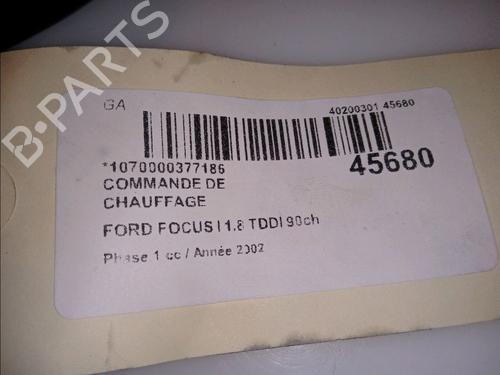 B-PARTS
GA
40200301 45680
*1070000377186
45680
COMMANDE DE
CHAUFFAGE
FORD FOCUS I 1.8 TDDI 90ch
Phase 1 cc / Année 2002